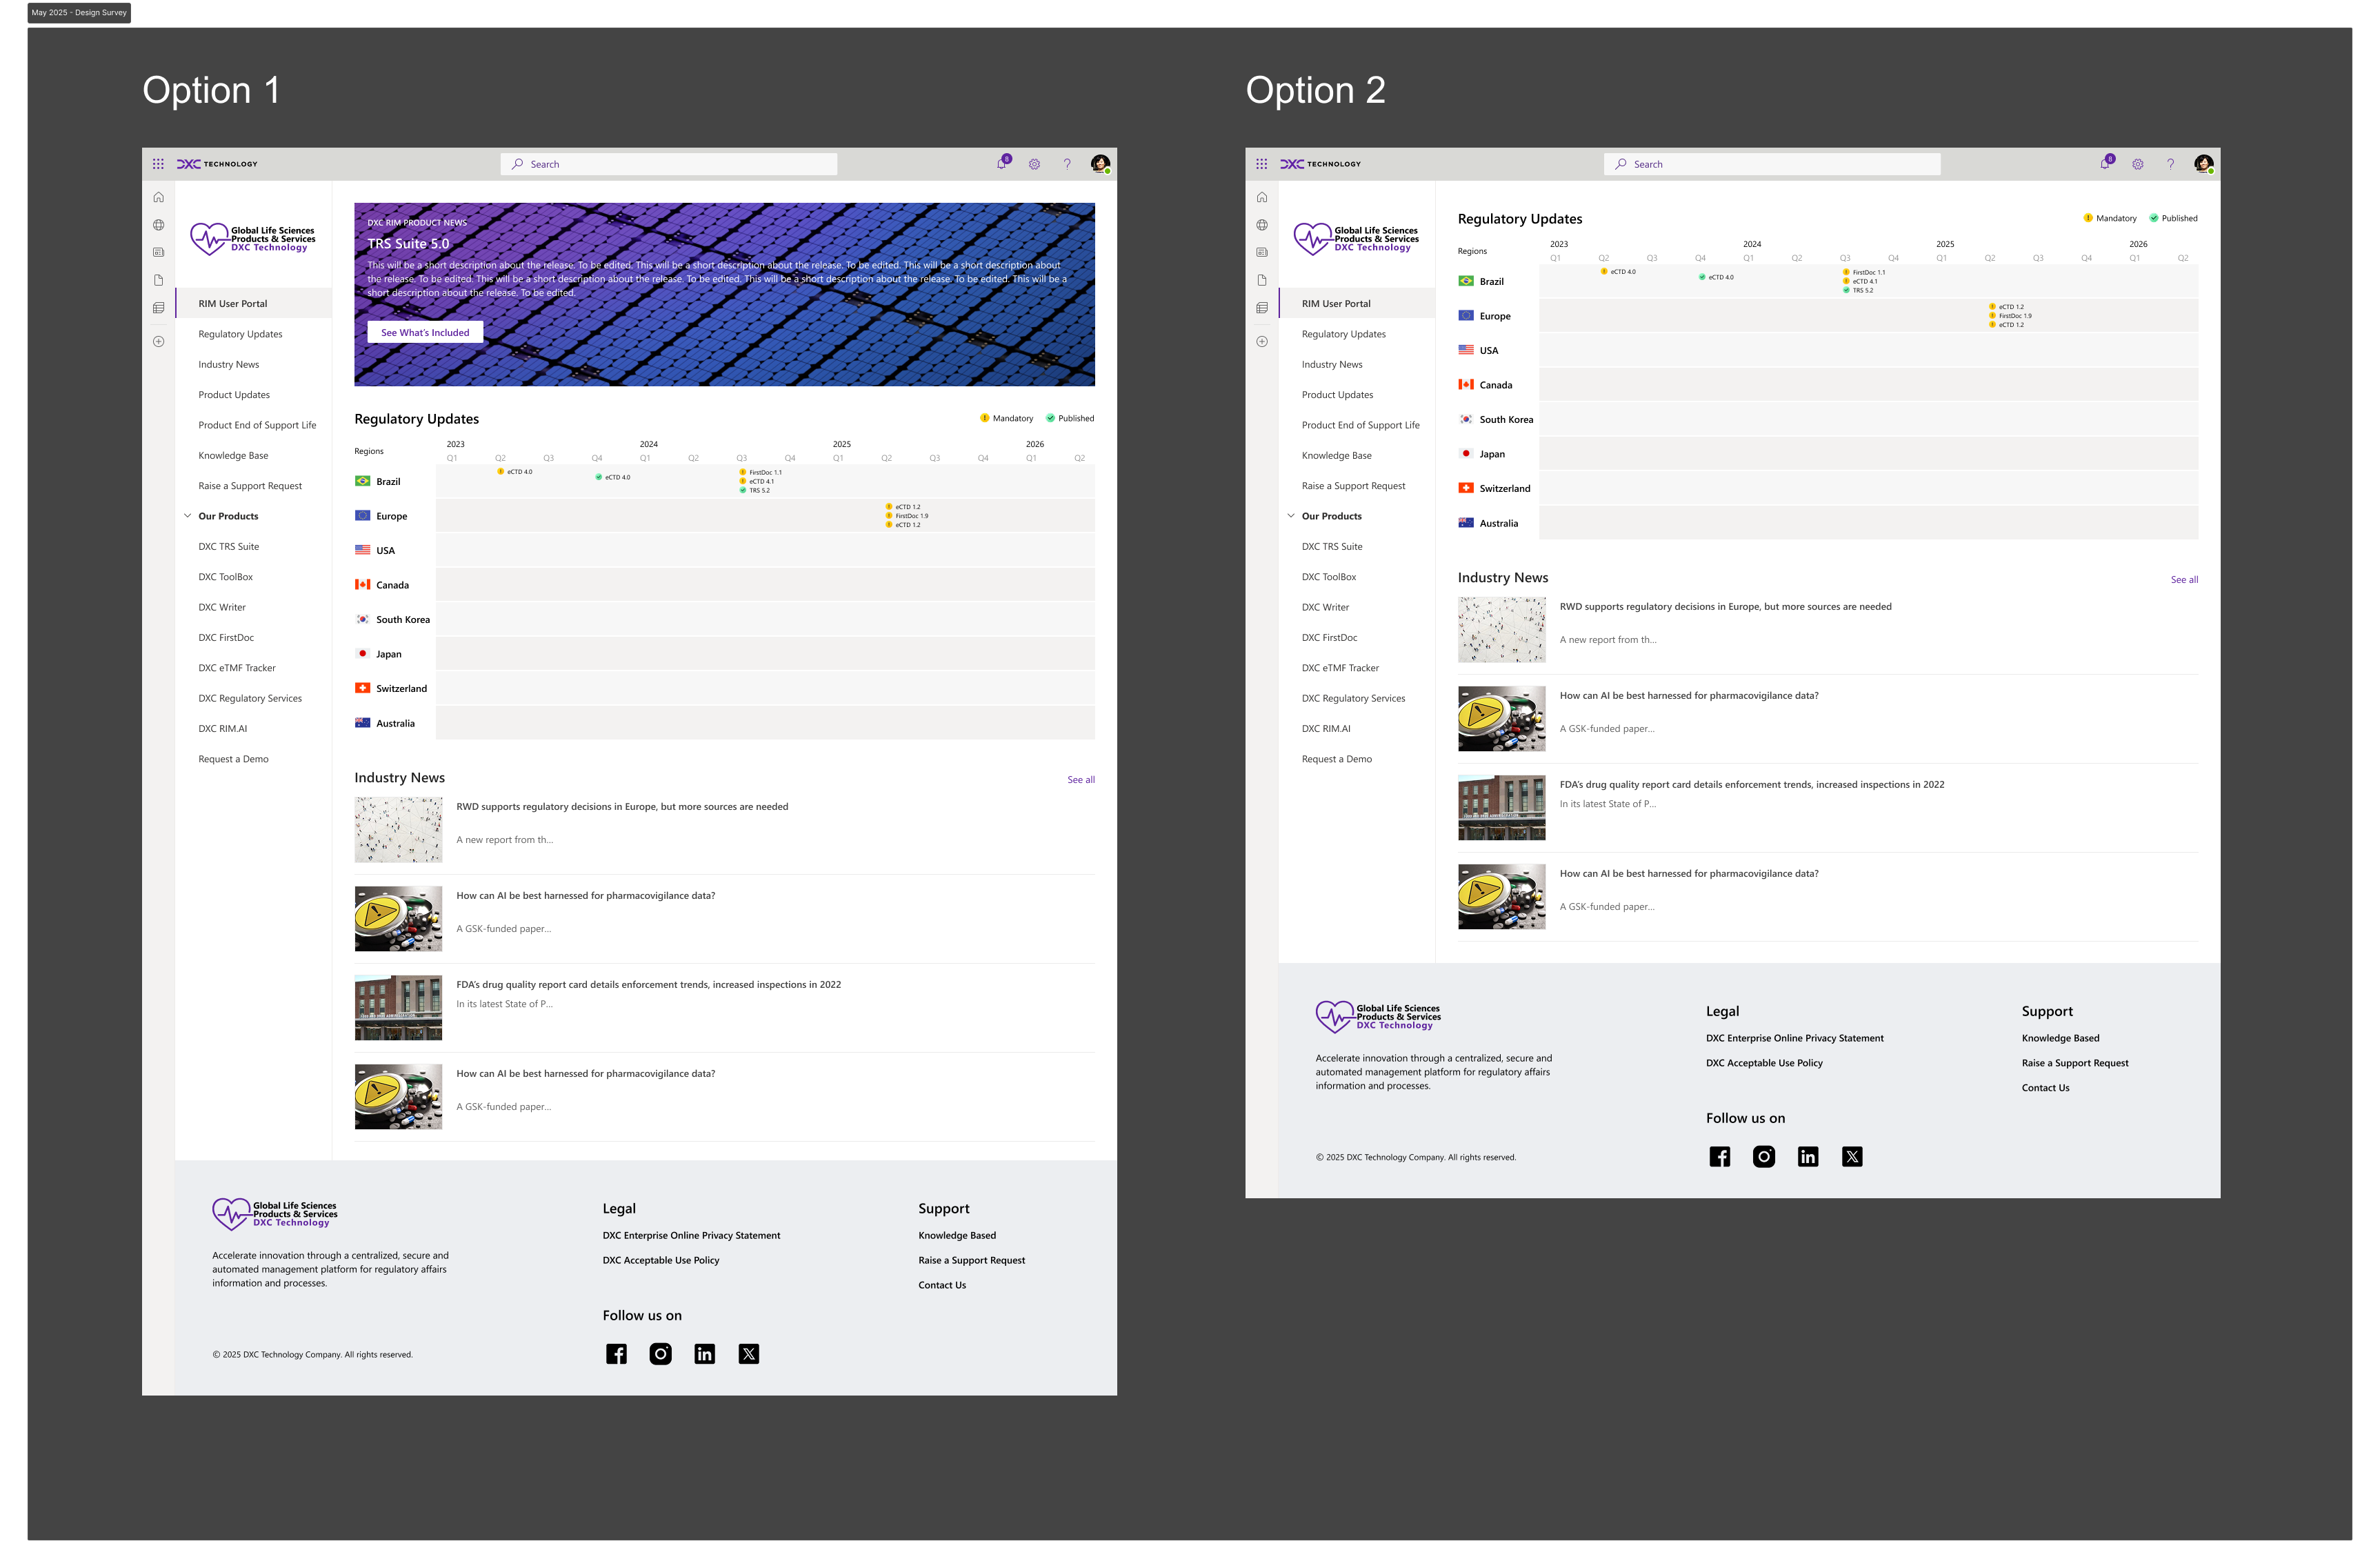 May 2025 - Design Survey
Option 1
DXC TECHNOLOGY
Search
8
Global Life Sciences
Products & Services
DXC Technology
RIM User Portal
Regulatory Updates
Industry News
Product Updates
Product End of Support Life
Knowledge Base
Raise a Support Request
Our Products
DXC TRS Suite
DXC ToolBox
DXC Writer
DXC FirstDoc
DXC eTMF Tracker
DXC Regulatory Services
DXC RIM.AI
Request a Demo
DXC RIM PRODUCT NEWS
TRS Suite 5.0
This will be a short description about the release. To be edited. This will be a short description about the release. To be edited. This will be a short description about
the release. To be edited. This will be a short description about the release. To be edited. This will be a short description about the release. To be edited. This will be a
short description about the release. To be edited.
See What's Included
Regulatory Updates
Mandatory Published
Regions
2023 2024 2025 2026
Q1 Q2 Q3 Q4 Q1 Q2 Q3 Q4 Q1 Q2 Q3 Q4 Q1 Q2
Brazil
eCTD 4.0
eCTD 4.0
FirstDoc 1.1
eCTD 4.1
TRS 5.2
Europe
eCTD 1.2
FirstDoc 1.9
eCTD 1.2
USA
Canada
South Korea
Japan
Switzerland
Australia
Industry News
See all
RWD supports regulatory decisions in Europe, but more sources are needed
A new report from th...
How can AI be best harnessed for pharmacovigilance data?
A GSK-funded paper...
FDA's drug quality report card details enforcement trends, increased inspections in 2022
In its latest State of P...
How can AI be best harnessed for pharmacovigilance data?
A GSK-funded paper...
Global Life Sciences
Products & Services
DXC Technology
Accelerate innovation through a centralized, secure and
automated management platform for regulatory affairs
information and processes.
© 2025 DXC Technology Company. All rights reserved.
Legal
DXC Enterprise Online Privacy Statement
DXC Acceptable Use Policy
Follow us on
Support
Knowledge Based
Raise a Support Request
Contact Us
Option 2
DXC TECHNOLOGY
Search
8
Global Life Sciences
Products & Services
DXC Technology
RIM User Portal
Regulatory Updates
Industry News
Product Updates
Product End of Support Life
Knowledge Base
Raise a Support Request
Our Products
DXC TRS Suite
DXC ToolBox
DXC Writer
DXC FirstDoc
DXC eTMF Tracker
DXC Regulatory Services
DXC RIM.AI
Request a Demo
Regulatory Updates
Mandatory Published
Regions
2023 2024 2025 2026
Q1 Q2 Q3 Q4 Q1 Q2 Q3 Q4 Q1 Q2 Q3 Q4 Q1 Q2
Brazil
eCTD 4.0
eCTD 4.0
FirstDoc 1.1
eCTD 4.1
TRS 5.2
Europe
eCTD 1.2
FirstDoc 1.9
eCTD 1.2
USA
Canada
South Korea
Japan
Switzerland
Australia
Industry News
See all
RWD supports regulatory decisions in Europe, but more sources are needed
A new report from th...
How can AI be best harnessed for pharmacovigilance data?
A GSK-funded paper...
FDA's drug quality report card details enforcement trends, increased inspections in 2022
In its latest State of P...
How can AI be best harnessed for pharmacovigilance data?
A GSK-funded paper...
Global Life Sciences
Products & Services
DXC Technology
Accelerate innovation through a centralized, secure and
automated management platform for regulatory affairs
information and processes.
© 2025 DXC Technology Company. All rights reserved.
Legal
DXC Enterprise Online Privacy Statement
DXC Acceptable Use Policy
Follow us on
Support
Knowledge Based
Raise a Support Request
Contact Us